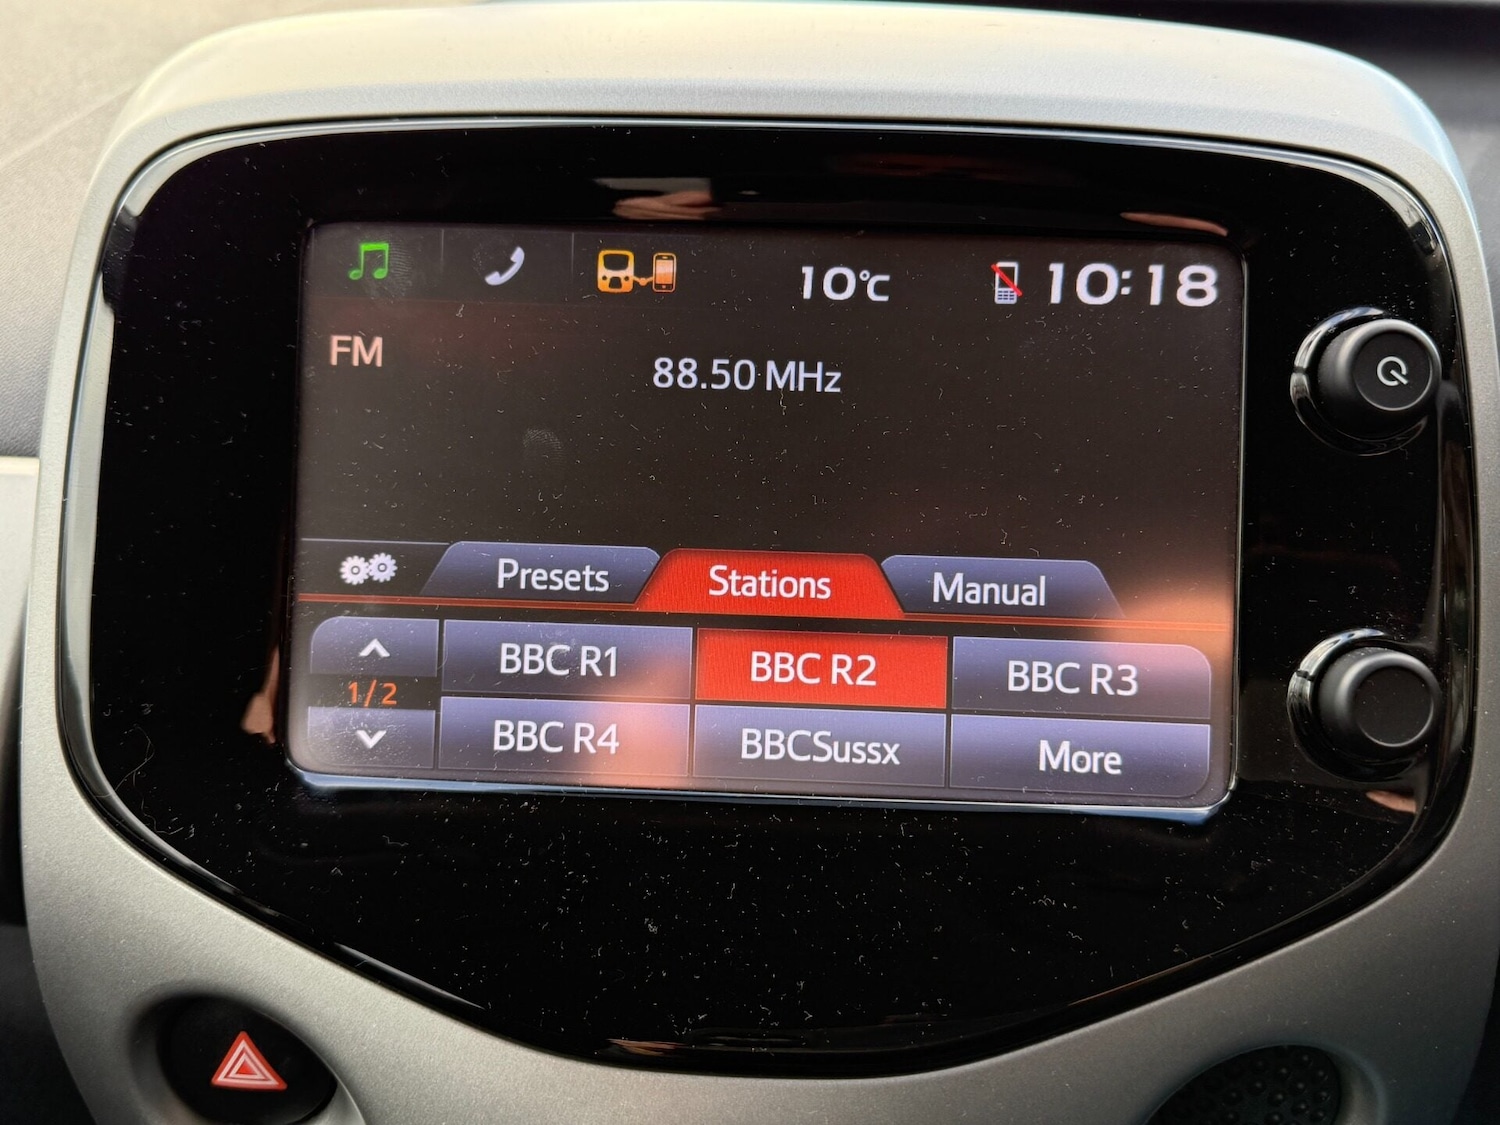 10°C
10:18
FM
88.50 MHz
Presets
Stations
Manual
BBC R1
BBC R2
BBC R3
1/2
BBC R4
BBCSussx
More